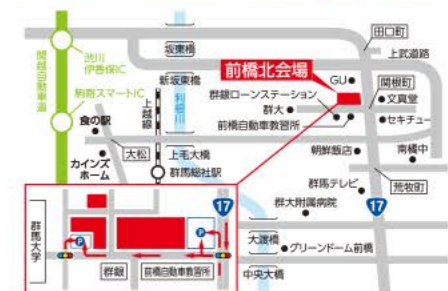 田口町
上武道路
渋川
伊香保IC
坂東橋
新坂東橋
前橋北会場
GU
関根町
関越自動車道
駒寄スマートIC
上越線
利根川
群銀ローンステーション
文真堂
群大
セキチュー
食の駅
前橋自動車教習所
大松
上毛大橋
朝鮮飯店
南橘中
カインズ
ホーム
群馬総社駅
群馬テレビ
荒牧町
群大附属病院
17
17
群馬大学
P
P
大渡橋
グリーンドーム前橋
群銀
前橋自動車教習所
中央大橋